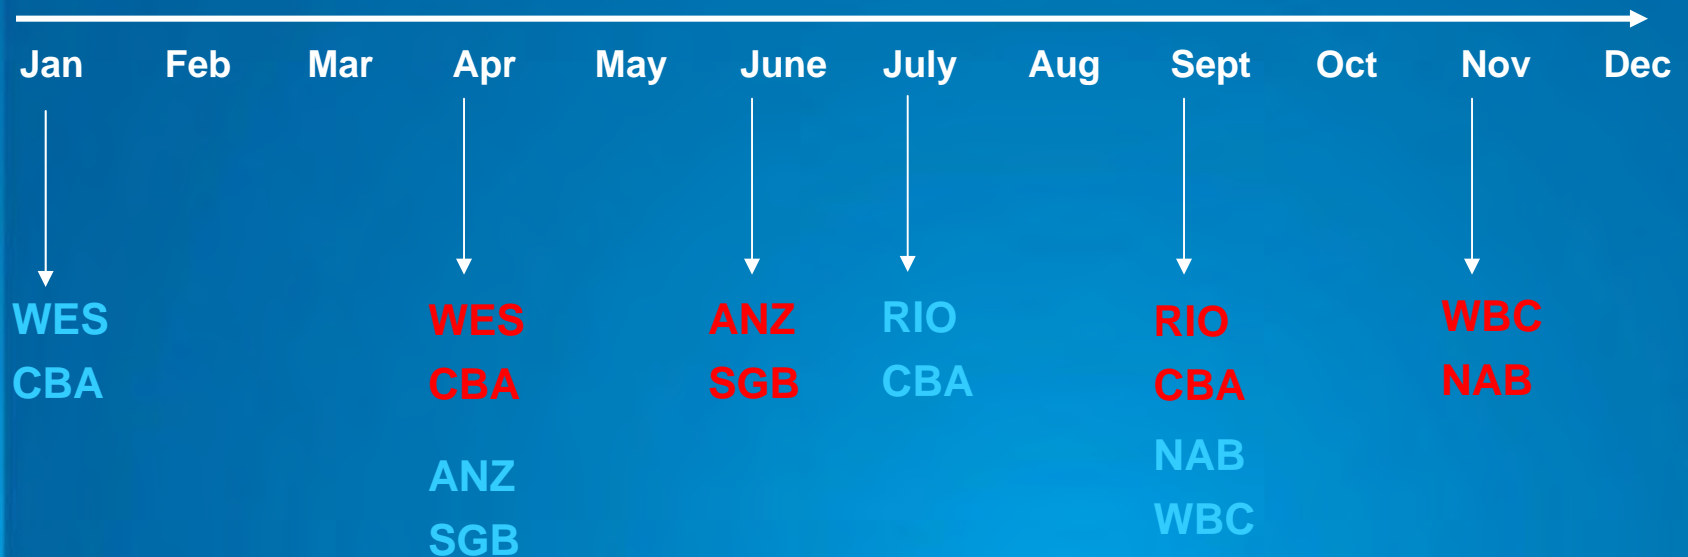 Jan Feb Mar Apr May June July Aug Sept Oct Nov Dec
WES WES ANZ RIO RIO WBC
CBA CBA SGB CBA CBA NAB
ANZ NAB
SGB WBC